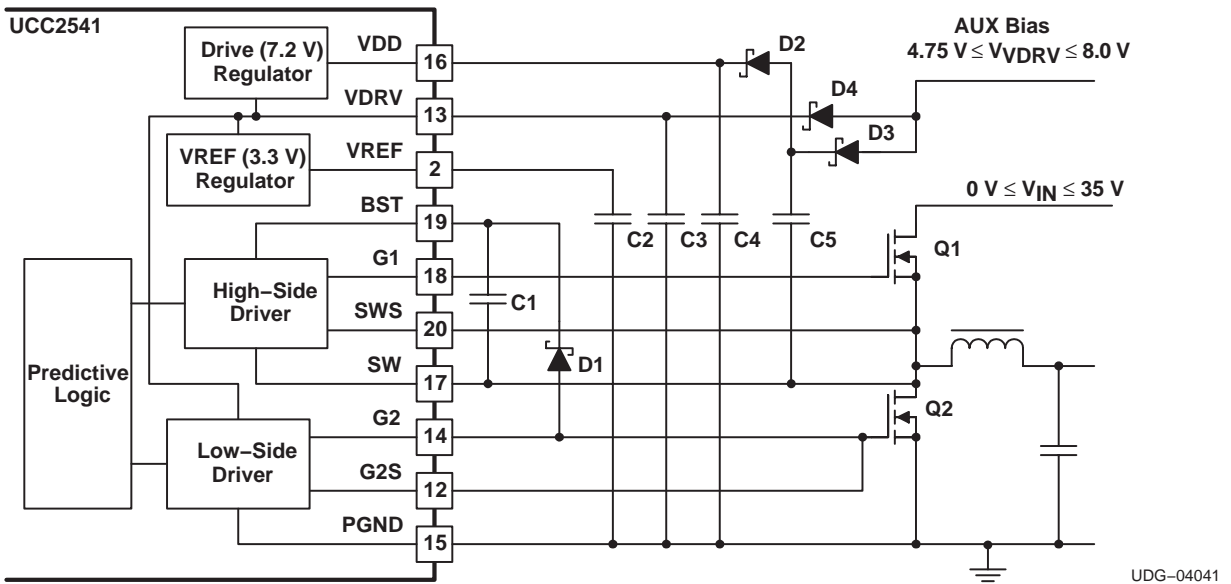 UCC2541
Drive (7.2 V)
Regulator
VDD
16
D2
AUX Bias
4.75 V ≤ VVDRV ≤ 8.0 V
VDRV
13
D4
D3
VREF (3.3 V)
Regulator
VREF
2
0 V ≤ VIN ≤ 35 V
BST
19
C2
C3
C4
C5
Q1
G1
18
High−Side
Driver
C1
SWS
20
Predictive
Logic
SW
17
D1
Q2
G2
14
Low−Side
Driver
G2S
12
PGND
15
UDG−04041